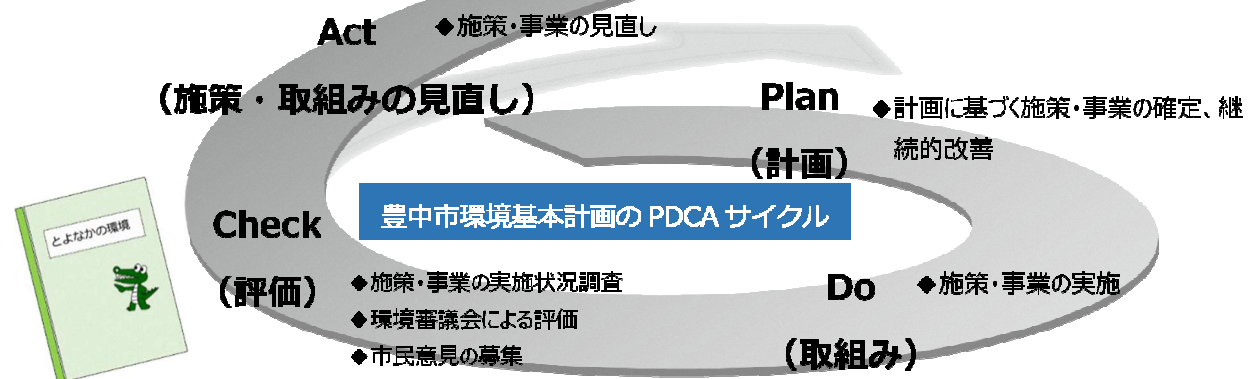 Act
◆施策・事業の見直し
（施策・取組みの見直し）
Plan
◆計画に基づく施策・事業の確定、継
続的改善
（計画）
豊中市環境基本計画の PDCA サイクル
とよなかの環境
Check
（評価）
◆施策・事業の実施状況調査
◆環境審議会による評価
◆市民意見の募集
Do
◆施策・事業の実施
（取組み）